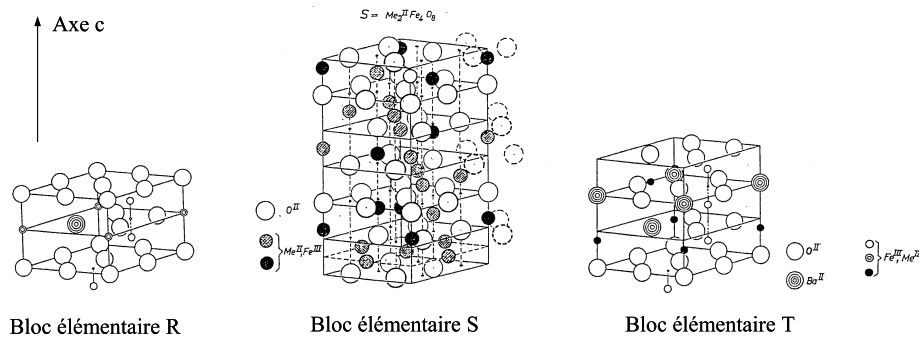 Axe c
S = Me₂ᴵᴵFe₄O₈
Oᴵᴵ
Meᴵᴵ, Feᴵᴵᴵ
Oᴵᴵ
Baᴵᴵ
Feᴵᴵᴵ, Meᴵᴵ
Bloc élémentaire R
Bloc élémentaire S
Bloc élémentaire T